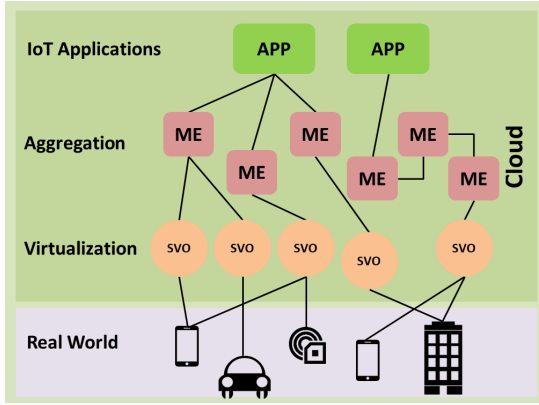 IoT Applications
APP
APP
Aggregation
ME
ME
ME
ME
ME
ME
Cloud
Virtualization
SVO
SVO
SVO
SVO
SVO
Real World